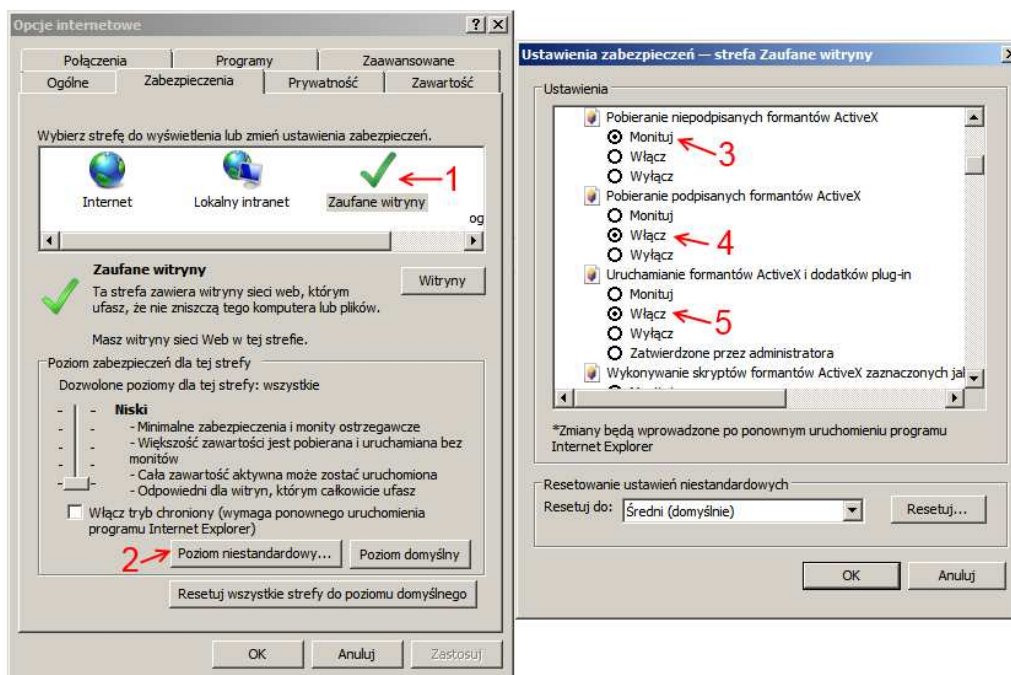 Opcje internetowe
Połączenia Programy Zaawansowane
Ogólne Zabezpieczenia Prywatność Zawartość
Wybierz strefę do wyświetlenia lub zmień ustawienia zabezpieczeń.
1
Internet Lokalny intranet Zaufane witryny
og
Zaufane witryny
Witryny
Ta strefa zawiera witryny sieci web, którym
ufasz, że nie zniszczą tego komputera lub plików.
Masz witryny sieci Web w tej strefie.
Poziom zabezpieczeń dla tej strefy
Dozwolone poziomy dla tej strefy: wszystkie
Niski
- Minimalne zabezpieczenia i monity ostrzegawcze
- Większość zawartości jest pobierana i uruchamiana bez
monitów
- Cała zawartość aktywna może zostać uruchomiona
- Odpowiedni dla witryn, którym całkowicie ufasz
Włącz tryb chroniony (wymaga ponownego uruchomienia
programu Internet Explorer)
2 Poziom niestandardowy... Poziom domyślny
Resetuj wszystkie strefy do poziomu domyślnego
OK Anuluj Zastosuj
Ustawienia zabezpieczeń — strefa Zaufane witryny
Ustawienia
Pobieranie niepodpisanych formantów ActiveX
Monituj
3
Włącz
Wyłącz
Pobieranie podpisanych formantów ActiveX
Monituj
Włącz 4
Wyłącz
Uruchamianie formantów ActiveX i dodatków plug-in
Monituj
Włącz 5
Wyłącz
Zatwierdzone przez administratora
Wykonywanie skryptów formantów ActiveX zaznaczonych jal
*Zmiany będą wprowadzone po ponownym uruchomieniu programu
Internet Explorer
Resetowanie ustawień niestandardowych
Resetuj do: Średni (domyślnie) Resetuj...
OK Anuluj